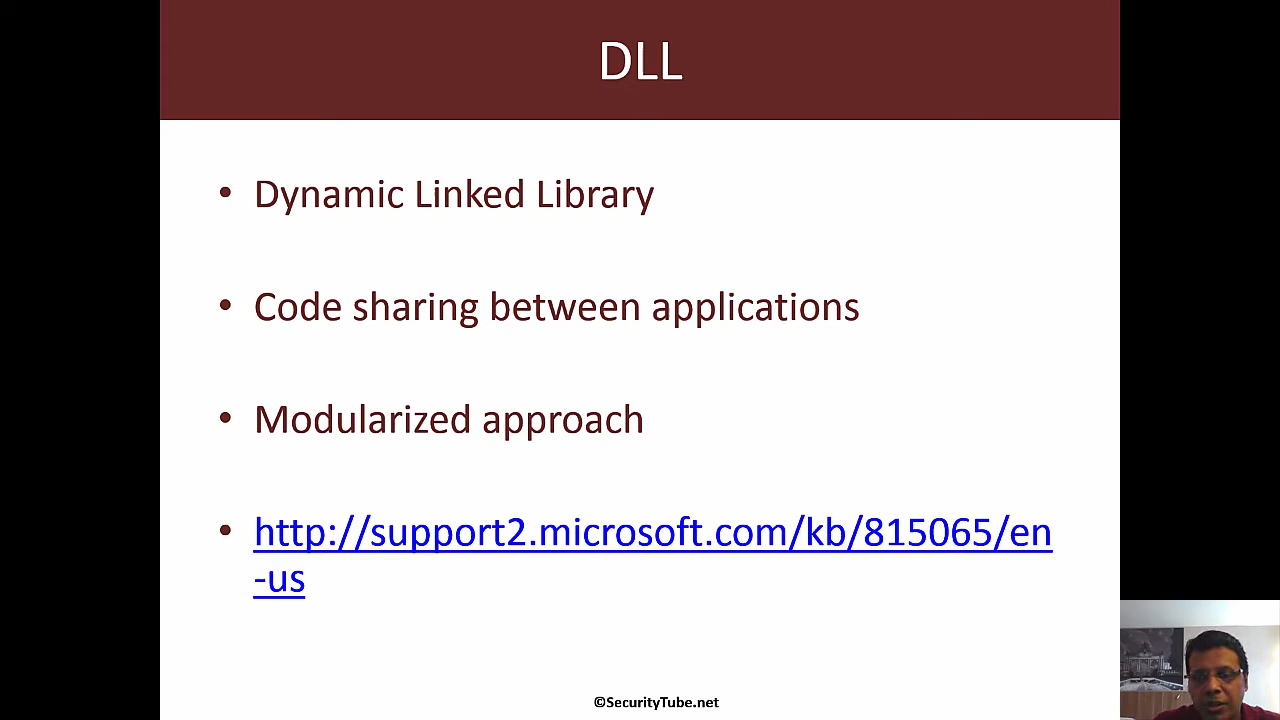 DLL
• Dynamic Linked Library
• Code sharing between applications
• Modularized approach
• http://support2.microsoft.com/kb/815065/en
-us
©SecurityTube.net